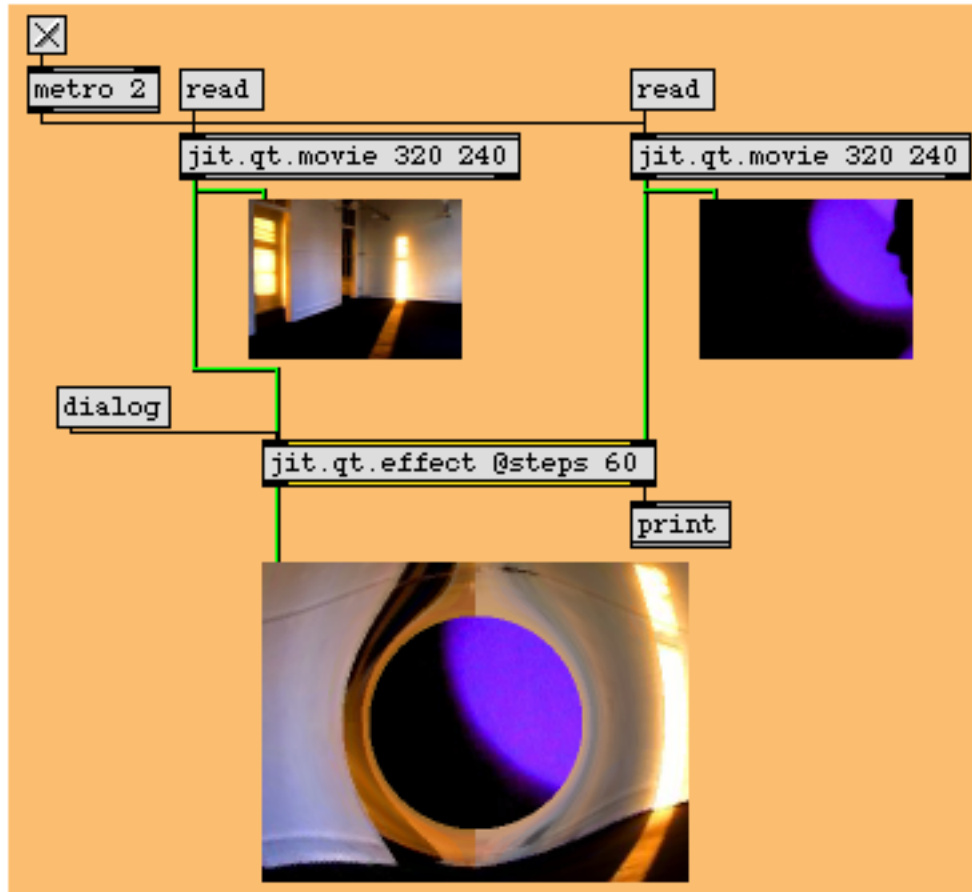 metro 2
read
read
jit.qt.movie 320 240
jit.qt.movie 320 240
dialog
jit.qt.effect @steps 60
print